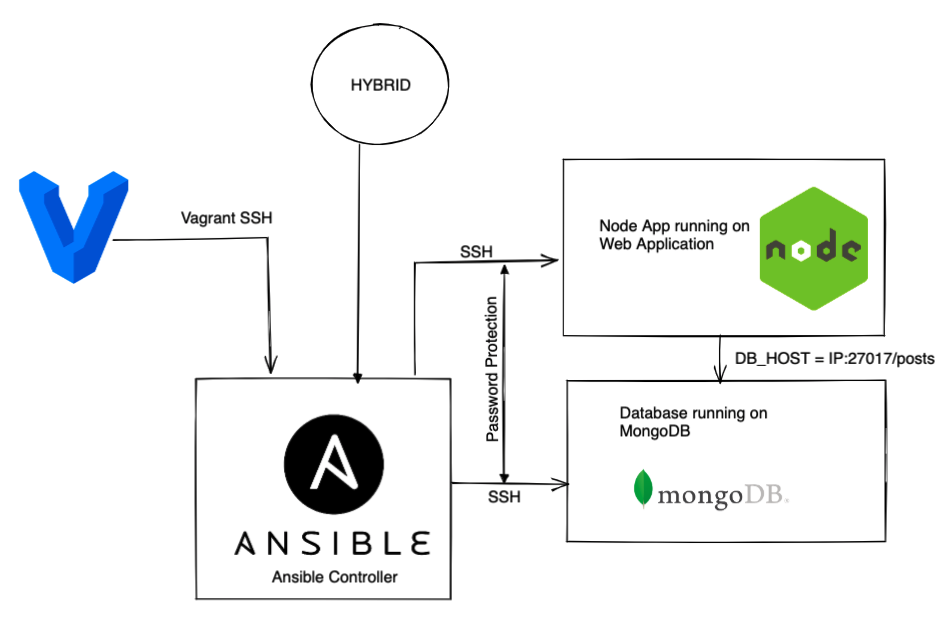 HYBRID
Vagrant SSH
Node App running on
Web Application
node
SSH
Password Protection
DB_HOST = IP:27017/posts
Database running on
MongoDB
mongoDB.
SSH
ANSIBLE
Ansible Controller